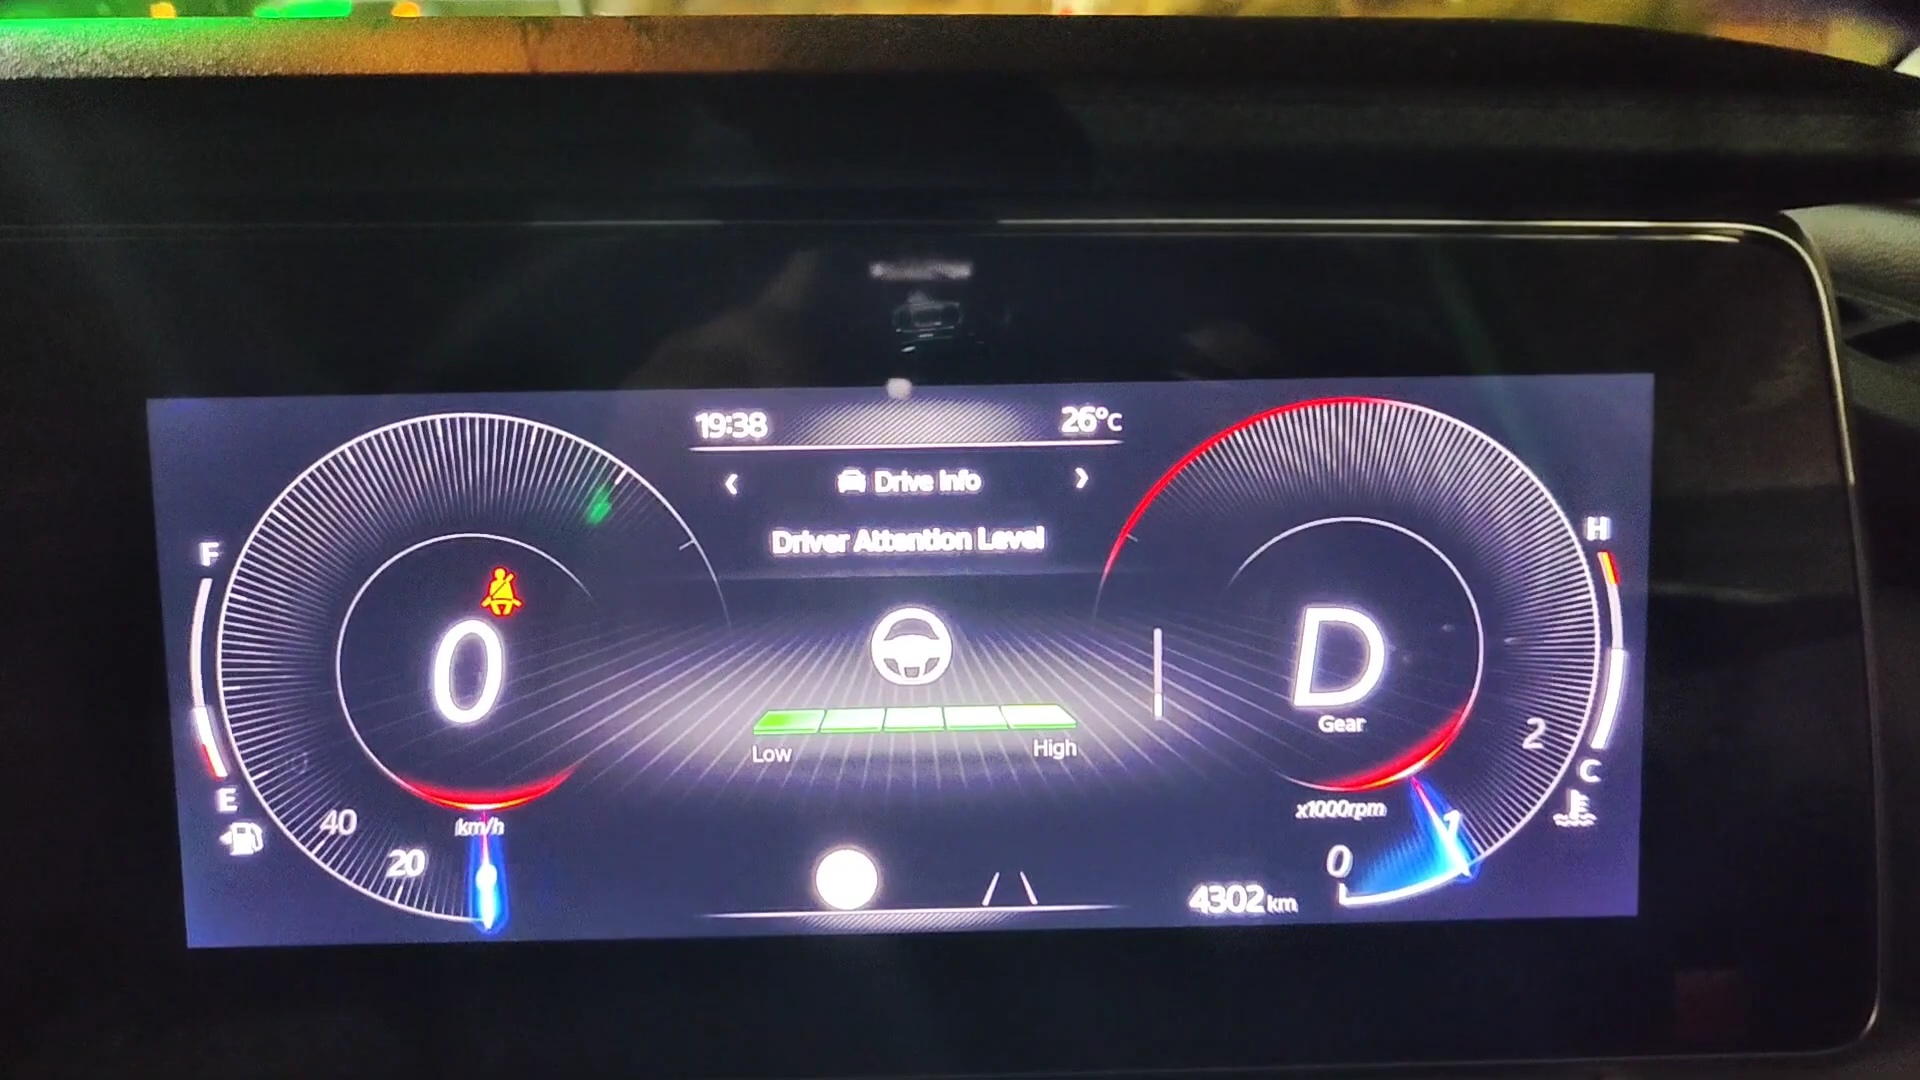 19:38 26°C
Drive Info
Driver Attention Level
F
H
0
D
Gear
Low High
2
E
C
40
20
km/h
x1000rpm
1
0
4302 km